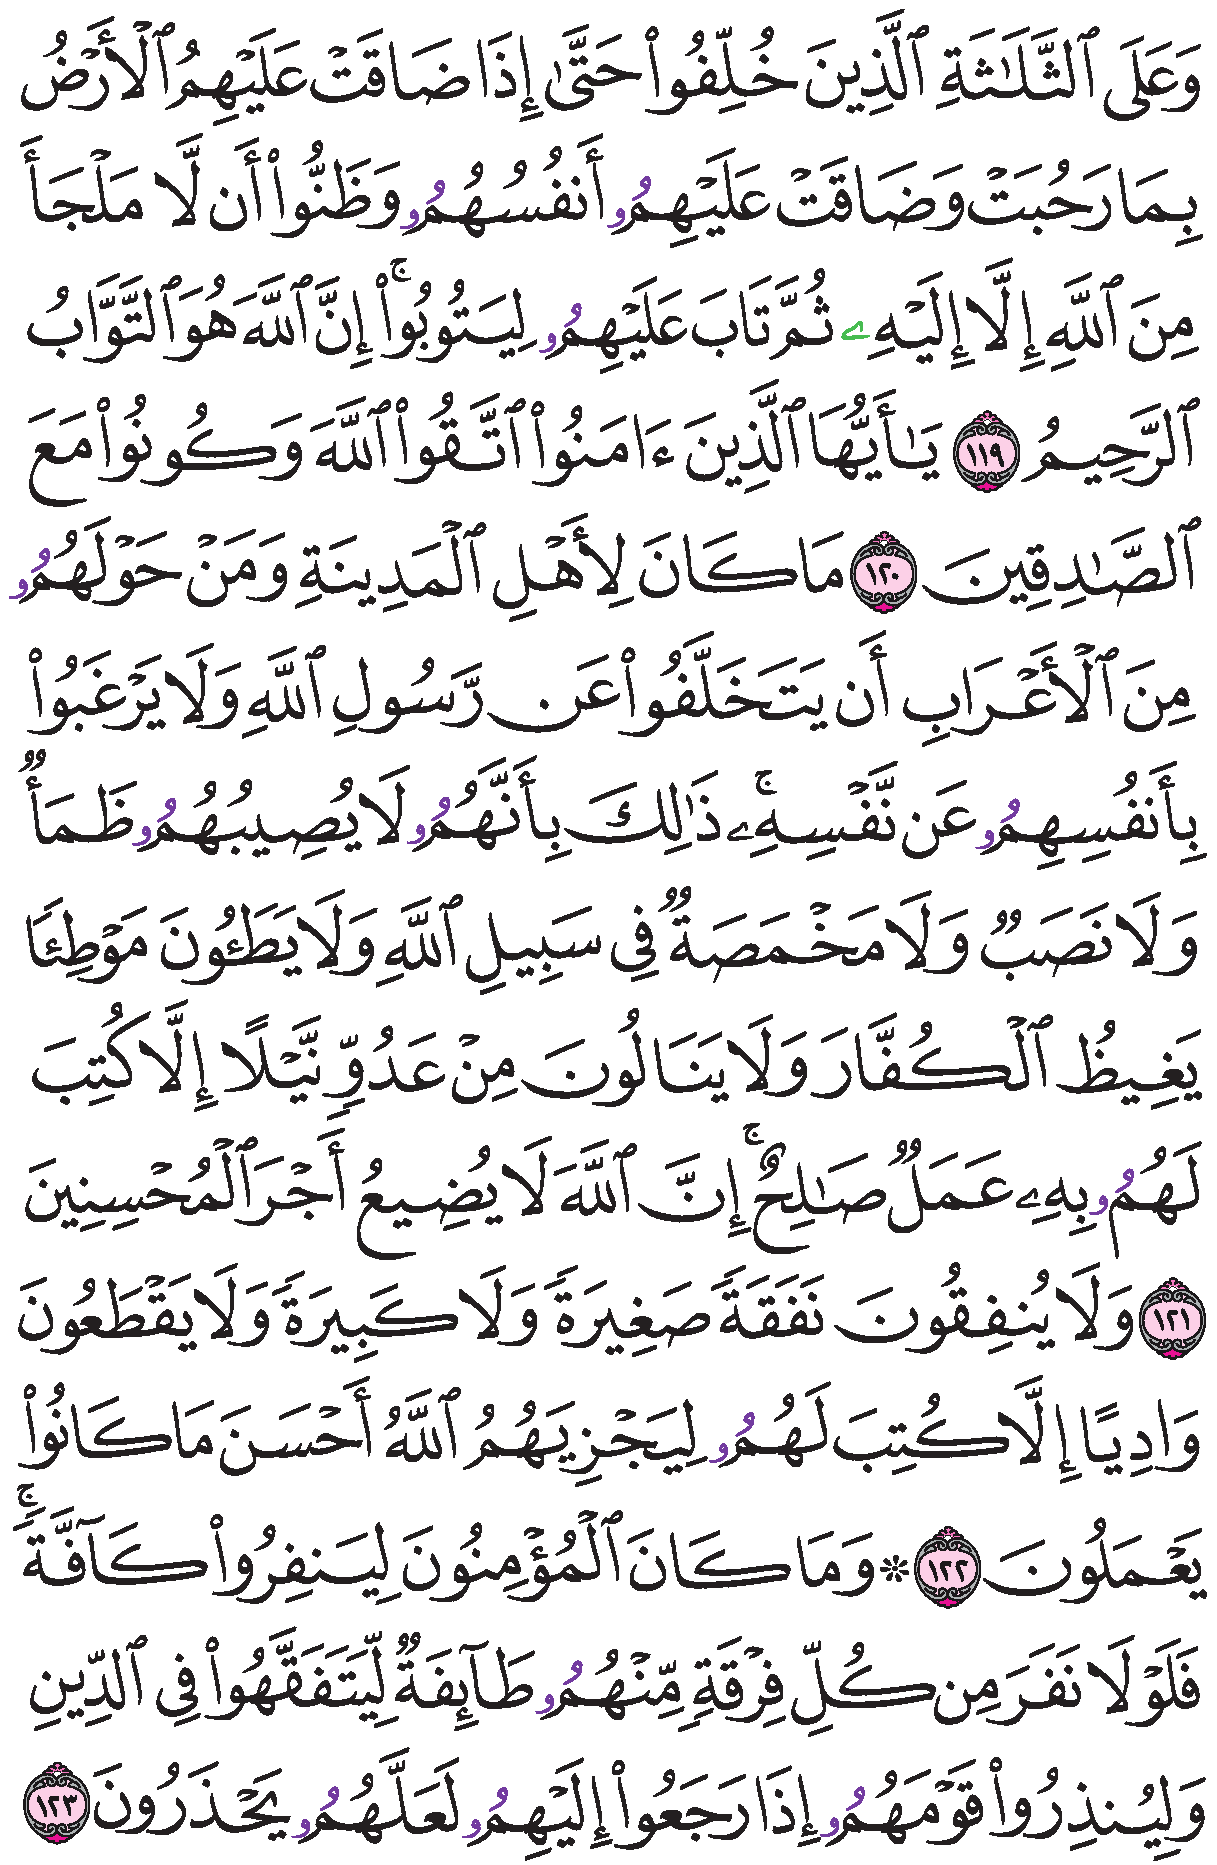 وَعَلَى ٱلثَّلَٰثَةِ ٱلَّذِينَ خُلِّفُوا۟ حَتَّىٰ إِذَا ضَاقَتْ عَلَيْهِمُ ٱلْأَرْضُ
بِمَا رَحُبَتْ وَضَاقَتْ عَلَيْهِمُۥ أَنفُسُهُمُۥ وَظَنُّوا۟ أَن لَّا مَلْجَأَ
مِنَ ٱللَّهِ إِلَّا إِلَيْهِۦ ثُمَّ تَابَ عَلَيْهِمُۥ لِيَتُوبُوا۟ۚ إِنَّ ٱللَّهَ هُوَ ٱلتَّوَّابُ
ٱلرَّحِيمُ ١١٩ يَٰأَيُّهَا ٱلَّذِينَ ءَامَنُوا۟ ٱتَّقُوا۟ ٱللَّهَ وَكُونُوا۟ مَعَ
ٱلصَّٰدِقِينَ ١٢٠ مَا كَانَ لِأَهْلِ ٱلْمَدِينَةِ وَمَنْ حَوْلَهُمُۥ
مِنَ ٱلْأَعْرَابِ أَن يَتَخَلَّفُوا۟ عَن رَّسُولِ ٱللَّهِ وَلَا يَرْغَبُوا۟
بِأَنفُسِهِمُۥ عَن نَّفْسِهِۦۚ ذَٰلِكَ بِأَنَّهُمُۥ لَا يُصِيبُهُمُۥ ظَمَأٌ
وَلَا نَصَبٌ وَلَا مَخْمَصَةٌ فِي سَبِيلِ ٱللَّهِ وَلَا يَطَـُٔونَ مَوْطِئًا
يَغِيظُ ٱلْكُفَّارَ وَلَا يَنَالُونَ مِنْ عَدُوٍّ نَّيْلًا إِلَّا كُتِبَ
لَهُمُۥ بِهِۦ عَمَلٌ صَٰلِحٌۚ إِنَّ ٱللَّهَ لَا يُضِيعُ أَجْرَ ٱلْمُحْسِنِينَ
١٢١ وَلَا يُنفِقُونَ نَفَقَةً صَغِيرَةً وَلَا كَبِيرَةً وَلَا يَقْطَعُونَ
وَادِيًا إِلَّا كُتِبَ لَهُمُۥ لِيَجْزِيَهُمُ ٱللَّهُ أَحْسَنَ مَا كَانُوا۟
يَعْمَلُونَ ١٢٢ ۞ وَمَا كَانَ ٱلْمُؤْمِنُونَ لِيَنفِرُوا۟ كَآفَّةًۚ
فَلَوْلَا نَفَرَ مِن كُلِّ فِرْقَةٍ مِّنْهُمُۥ طَآئِفَةٌ لِّيَتَفَقَّهُوا۟ فِي ٱلدِّينِ
وَلِيُنذِرُوا۟ قَوْمَهُمُۥ إِذَا رَجَعُوا۟ إِلَيْهِمُۥ لَعَلَّهُمُۥ يَحْذَرُونَ ١٢٣